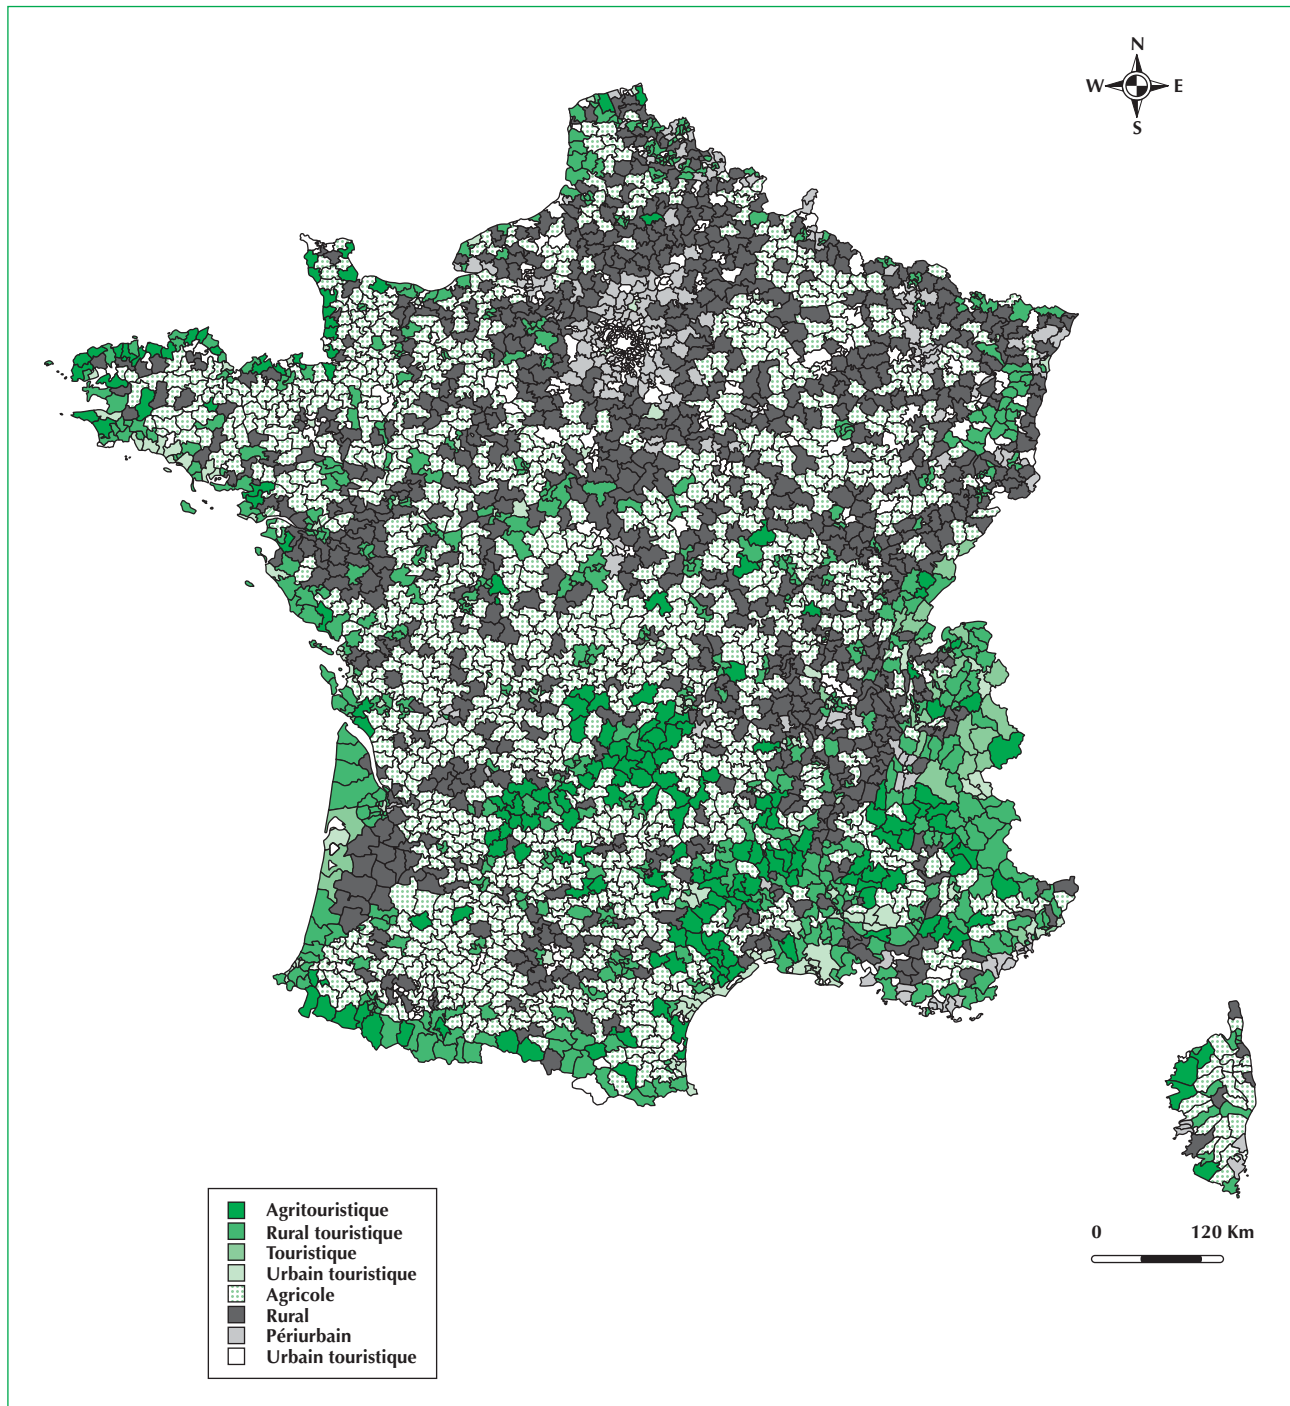 N
W E
S
Agritouristique
Rural touristique
Touristique
Urbain touristique
Agricole
Rural
Périurbain
Urbain touristique
0 120 Km